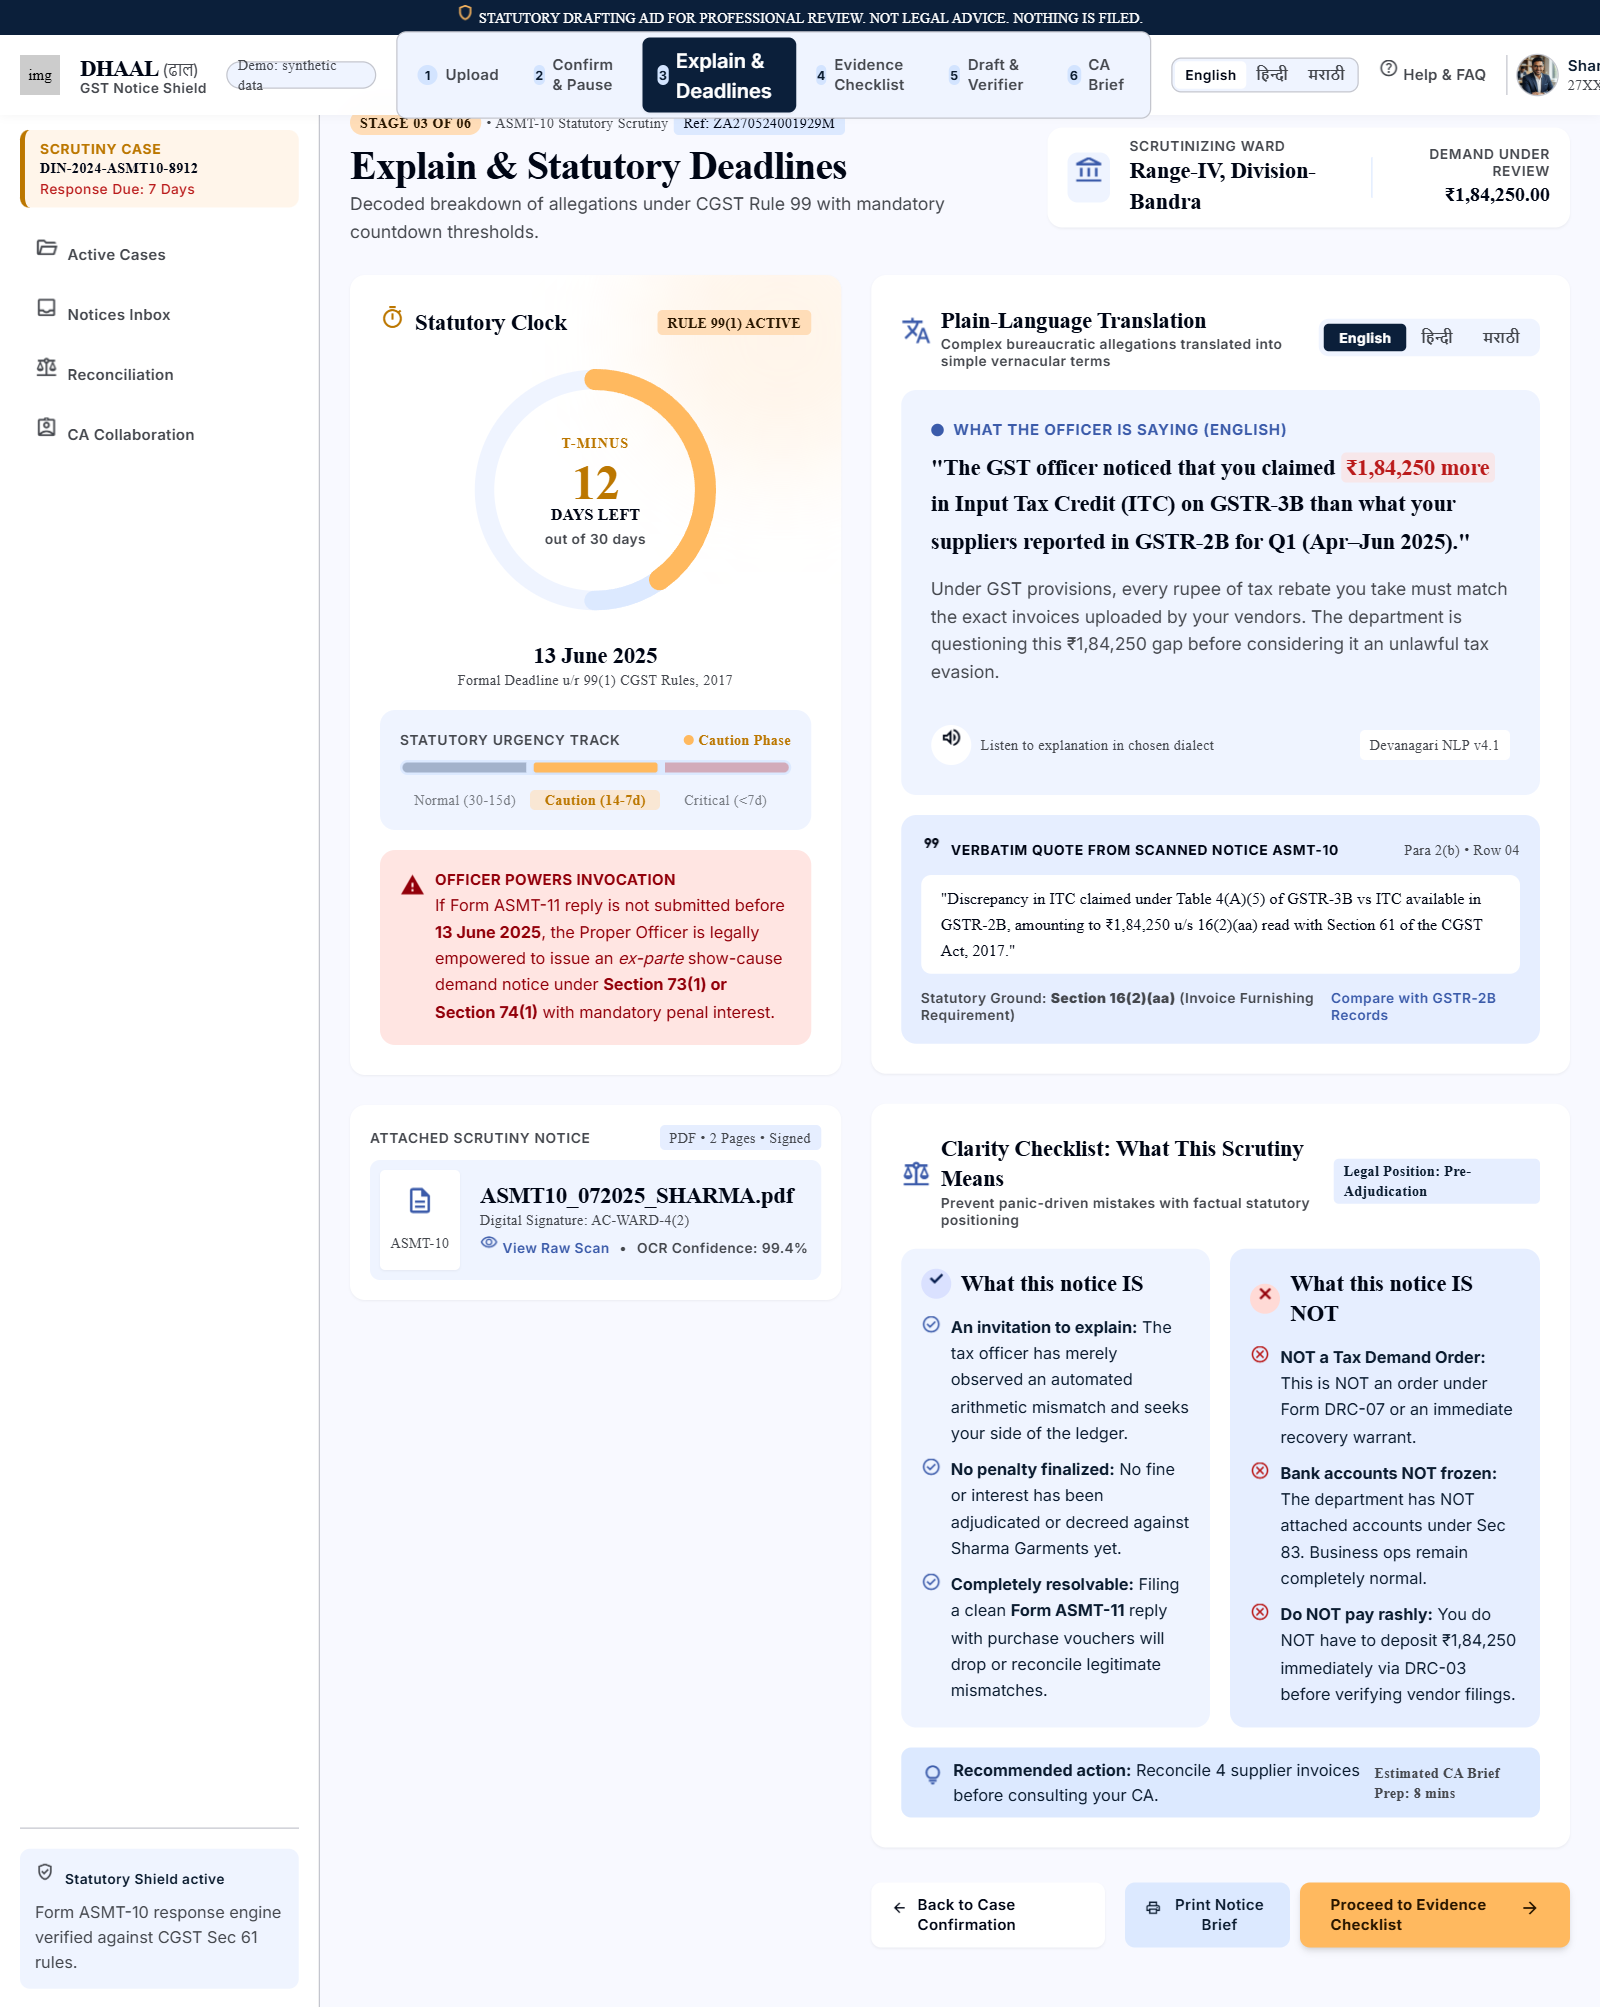 STATUTORY DRAFTING AID FOR PROFESSIONAL REVIEW. NOT LEGAL ADVICE. NOTHING IS FILED.
img
DHAAL (ढाल)
GST Notice Shield
Demo: synthetic
data
1 Upload
2 Confirm
& Pause
3 Explain &
Deadlines
4 Evidence
Checklist
5 Draft &
Verifier
6 CA
Brief
English हिन्दी मराठी
Help & FAQ
27XX
SCRUTINY CASE
DIN-2024-ASMT10-8912
Response Due: 7 Days
Active Cases
Notices Inbox
Reconciliation
CA Collaboration
Statutory Shield active
Form ASMT-10 response engine
verified against CGST Sec 61
rules.
STAGE 03 OF 06 • ASMT-10 Statutory Scrutiny Ref: ZA270524001929M
Explain & Statutory Deadlines
Decoded breakdown of allegations under CGST Rule 99 with mandatory
countdown thresholds.
SCRUTINIZING WARD
Range-IV, Division-
Bandra
DEMAND UNDER
REVIEW
₹1,84,250.00
Statutory Clock
RULE 99(1) ACTIVE
T-MINUS
12
DAYS LEFT
out of 30 days
13 June 2025
Formal Deadline u/r 99(1) CGST Rules, 2017
STATUTORY URGENCY TRACK
Caution Phase
Normal (30-15d) Caution (14-7d) Critical (<7d)
OFFICER POWERS INVOCATION
If Form ASMT-11 reply is not submitted before
13 June 2025, the Proper Officer is legally
empowered to issue an ex-parte show-cause
demand notice under Section 73(1) or
Section 74(1) with mandatory penal interest.
ATTACHED SCRUTINY NOTICE
PDF • 2 Pages • Signed
ASMT-10
ASMT10_072025_SHARMA.pdf
Digital Signature: AC-WARD-4(2)
View Raw Scan • OCR Confidence: 99.4%
Plain-Language Translation
Complex bureaucratic allegations translated into
simple vernacular terms
English हिन्दी मराठी
WHAT THE OFFICER IS SAYING (ENGLISH)
"The GST officer noticed that you claimed ₹1,84,250 more
in Input Tax Credit (ITC) on GSTR-3B than what your
suppliers reported in GSTR-2B for Q1 (Apr–Jun 2025)."
Under GST provisions, every rupee of tax rebate you take must match
the exact invoices uploaded by your vendors. The department is
questioning this ₹1,84,250 gap before considering it an unlawful tax
evasion.
Listen to explanation in chosen dialect
Devanagari NLP v4.1
VERBATIM QUOTE FROM SCANNED NOTICE ASMT-10
Para 2(b) • Row 04
"Discrepancy in ITC claimed under Table 4(A)(5) of GSTR-3B vs ITC available in
GSTR-2B, amounting to ₹1,84,250 u/s 16(2)(aa) read with Section 61 of the CGST
Act, 2017."
Statutory Ground: Section 16(2)(aa) (Invoice Furnishing
Requirement)
Compare with GSTR-2B
Records
Clarity Checklist: What This Scrutiny
Means
Prevent panic-driven mistakes with factual statutory
positioning
Legal Position: Pre-
Adjudication
What this notice IS
An invitation to explain: The
tax officer has merely
observed an automated
arithmetic mismatch and seeks
your side of the ledger.
No penalty finalized: No fine
or interest has been
adjudicated or decreed against
Sharma Garments yet.
Completely resolvable: Filing
a clean Form ASMT-11 reply
with purchase vouchers will
drop or reconcile legitimate
mismatches.
What this notice IS
NOT
NOT a Tax Demand Order:
This is NOT an order under
Form DRC-07 or an immediate
recovery warrant.
Bank accounts NOT frozen:
The department has NOT
attached accounts under Sec
83. Business ops remain
completely normal.
Do NOT pay rashly: You do
NOT have to deposit ₹1,84,250
immediately via DRC-03
before verifying vendor filings.
Recommended action: Reconcile 4 supplier invoices
before consulting your CA.
Estimated CA Brief
Prep: 8 mins
Back to Case
Confirmation
Print Notice
Brief
Proceed to Evidence
Checklist